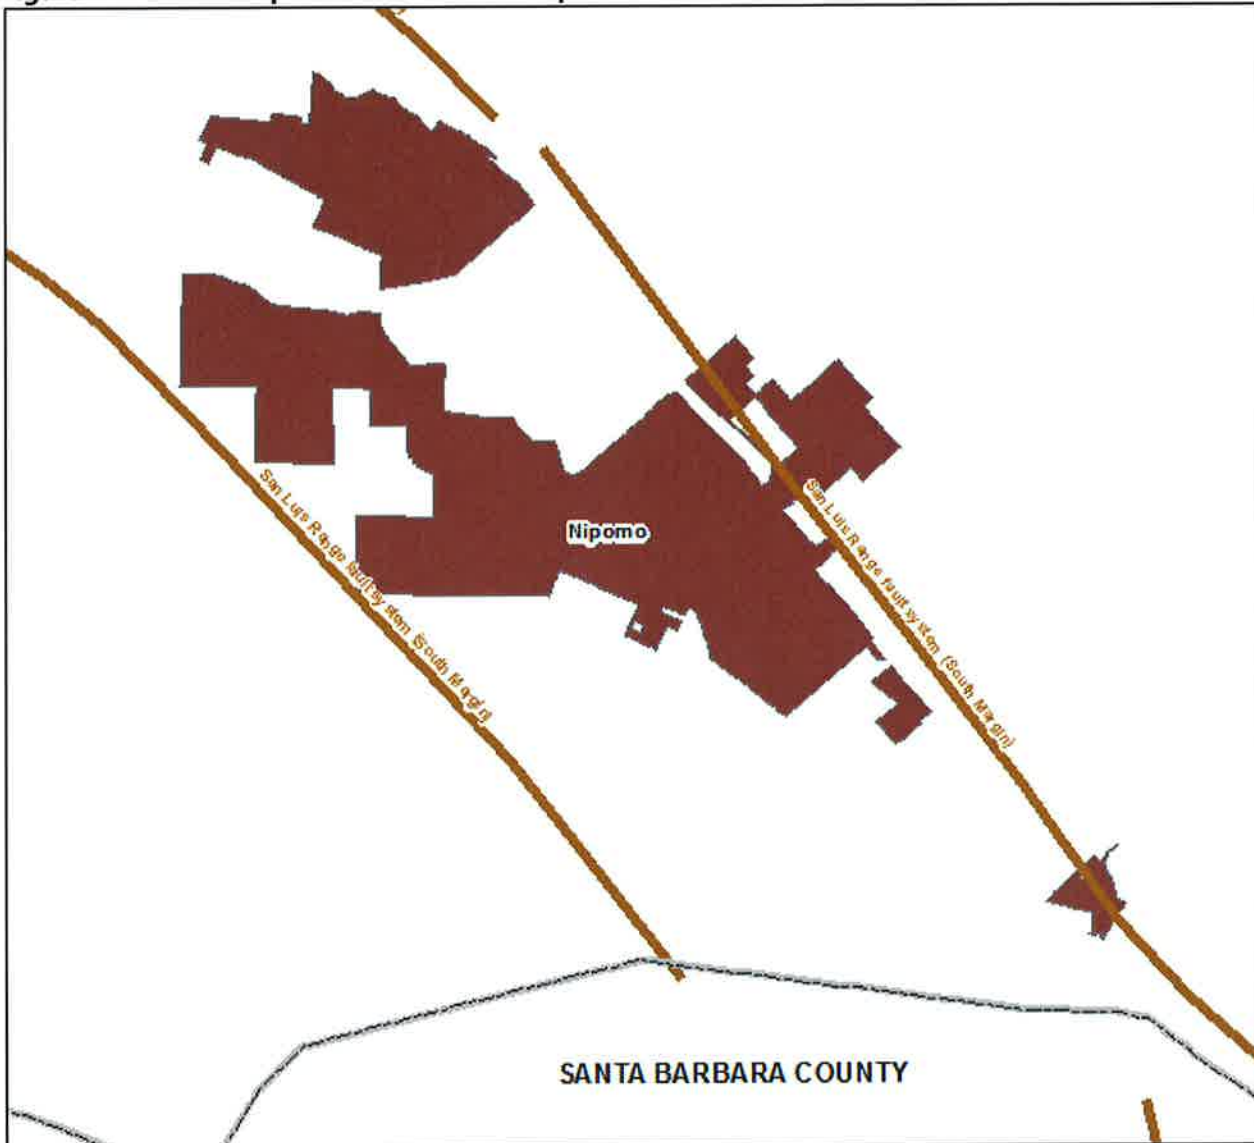 Nipomo
San Luis Range fault system (South Margin)
San Luis Range fault system (South Margin)
SANTA BARBARA COUNTY